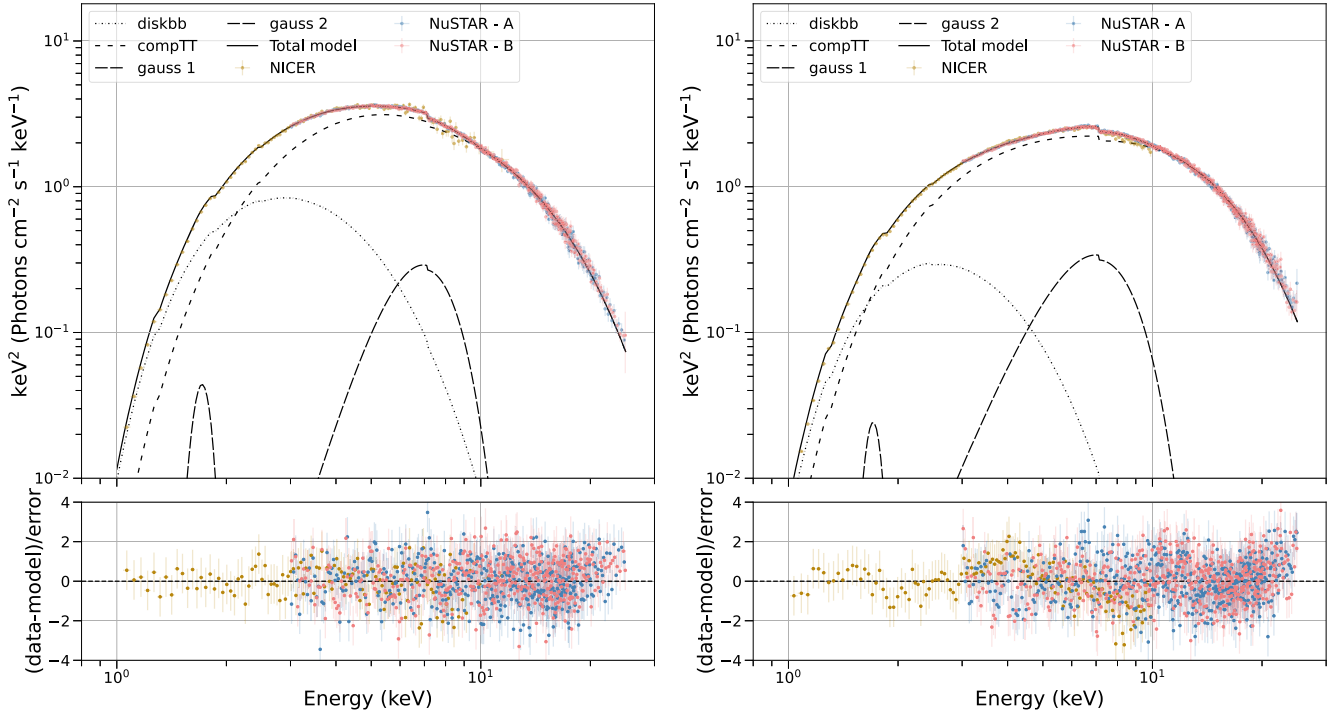 diskbb
compTT
gauss 1
gauss 2
Total model
NICER
NuSTAR - A
NuSTAR - B
keV² (Photons cm⁻² s⁻¹ keV⁻¹)
10¹
10⁰
10⁻¹
10⁻²
(data-model)/error
4
2
0
−2
−4
10⁰
10¹
Energy (keV)
diskbb
compTT
gauss 1
gauss 2
Total model
NICER
NuSTAR - A
NuSTAR - B
keV² (Photons cm⁻² s⁻¹ keV⁻¹)
10¹
10⁰
10⁻¹
10⁻²
(data-model)/error
4
2
0
−2
−4
10⁰
10¹
Energy (keV)